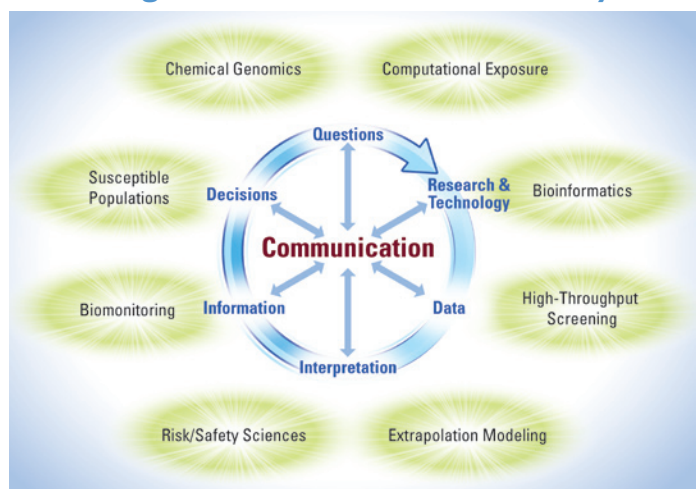 Chemical Genomics
Computational Exposure
Questions
Susceptible
Populations
Decisions
Research &
Technology
Bioinformatics
Communication
Biomonitoring
Information
Data
High-Throughput
Screening
Interpretation
Risk/Safety Sciences
Extrapolation Modeling